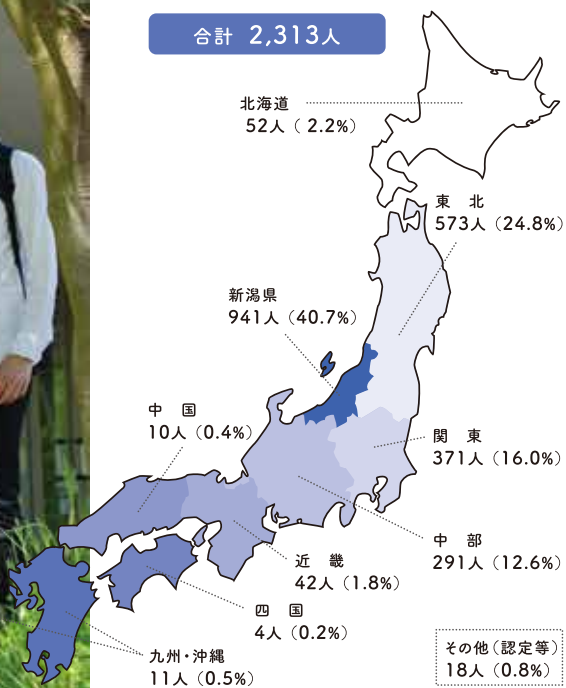 合計 2,313人
北海道
52人（ 2.2%）
東 北
573人（24.8%）
新潟県
941人（40.7%）
中 国
10人（0.4%）
関 東
371人（16.0%）
中 部
291人（12.6%）
近 畿
42人（1.8%）
四 国
4人（0.2%）
九州・沖縄
11人（0.5%）
その他（認定等）
18人（0.8%）